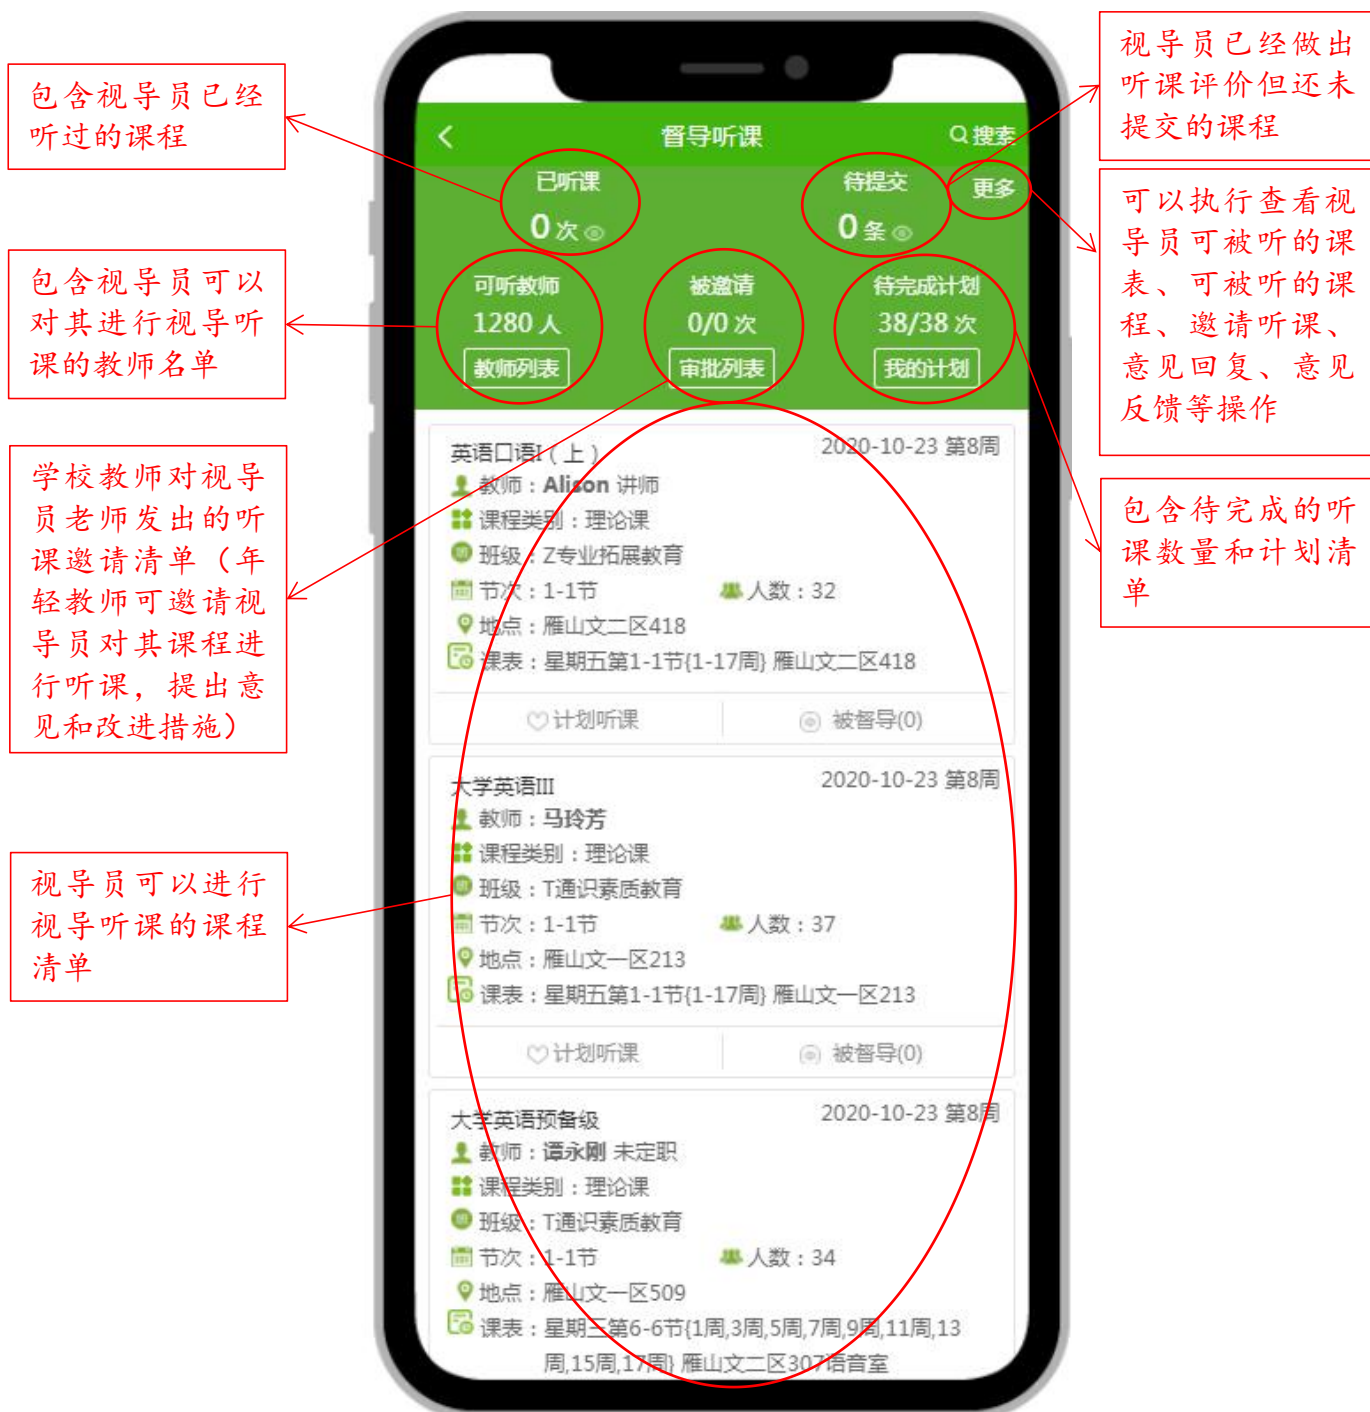 包含视导员已经
听过的课程
包含视导员可以
对其进行视导听
课的教师名单
学校教师对视导
员老师发出的听
课邀请清单（年
轻教师可邀请视
导员对其课程进
行听课，提出意
见和改进措施）
视导员可以进行
视导听课的课程
清单
督导听课
搜索
已听课
0 次
待提交
0 条
更多
可听教师
1280 人
教师列表
被邀请
0/0 次
审批列表
待完成计划
38/38 次
我的计划
英语口语I（上）
2020-10-23 第8周
教师：Alison 讲师
课程类别：理论课
班级：Z专业拓展教育
节次：1-1节 人数：32
地点：雁山文二区418
课表：星期五第1-1节{1-17周} 雁山文二区418
计划听课 被督导(0)
大学英语III
2020-10-23 第8周
教师：马玲芳
课程类别：理论课
班级：T通识素质教育
节次：1-1节 人数：37
地点：雁山文一区213
课表：星期五第1-1节{1-17周} 雁山文一区213
计划听课 被督导(0)
大学英语预备级
2020-10-23 第8周
教师：谭永刚 未定职
课程类别：理论课
班级：T通识素质教育
节次：1-1节 人数：34
地点：雁山文一区509
课表：星期三第6-6节{1周,3周,5周,7周,9周,11周,13
周,15周,17周} 雁山文二区307语音室
视导员已经做出
听课评价但还未
提交的课程
可以执行查看视
导员可被听的课
表、可被听的课
程、邀请听课、
意见回复、意见
反馈等操作
包含待完成的听
课数量和计划清
单